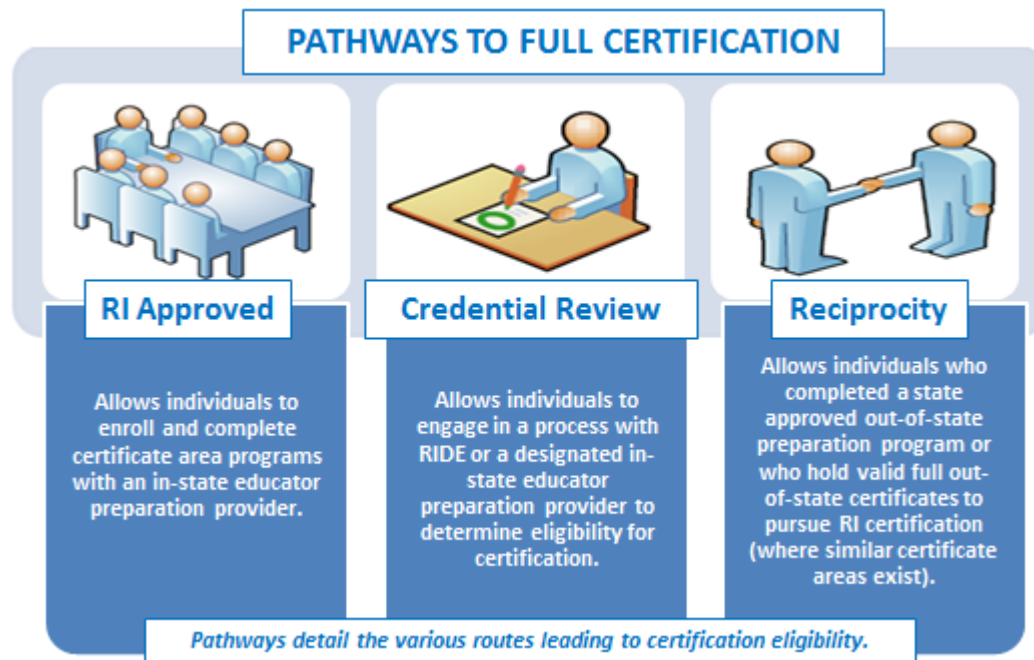 PATHWAYS TO FULL CERTIFICATION
RI Approved
Allows individuals to
enroll and complete
certificate area programs
with an in-state educator
preparation provider.
Credential Review
Allows individuals to
engage in a process with
RIDE or a designated in-
state educator
preparation provider to
determine eligibility for
certification.
Reciprocity
Allows individuals who
completed a state
approved out-of-state
preparation program or
who hold valid full out-
of-state certificates to
pursue RI certification
(where similar certificate
areas exist).
Pathways detail the various routes leading to certification eligibility.